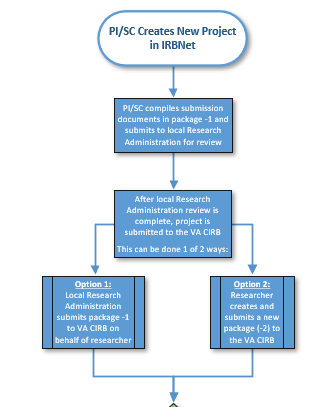 PI/SC Creates New Project
in IRBNet
PI/SC compiles submission
documents in package -1 and
submits to local Research
Administration for review
After local Research
Administration review is
complete, project is
submitted to the VA CIRB
This can be done 1 of 2 ways:
Option 1:
Local Research
Administration
submits package -1
to VA CIRB on
behalf of researcher
Option 2:
Researcher
creates and
submits a new
package (-2) to
the VA CIRB